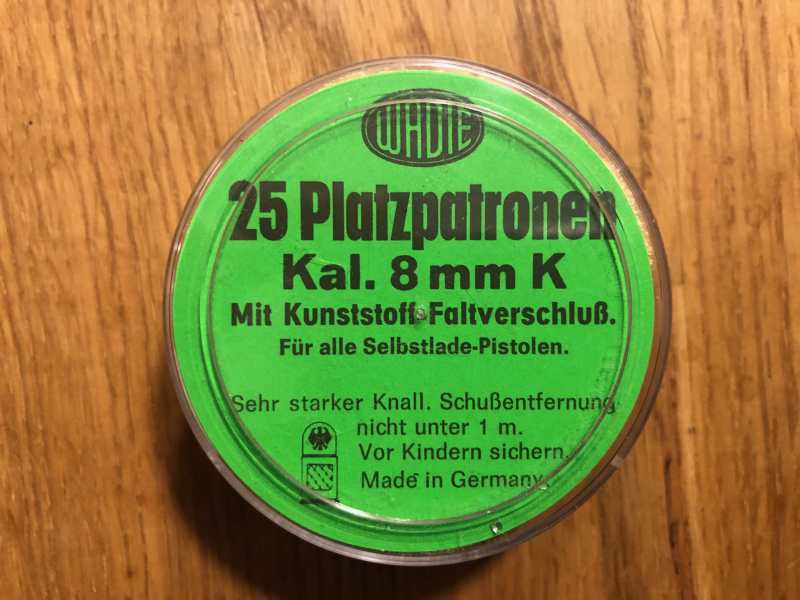 25 Platzpatronen
Kal. 8 mm K
Mit Kunststoff-Faltverschluß.
Für alle Selbstlade-Pistolen.
Sehr starker Knall. Schußentfernung
nicht unter 1 m.
Vor Kindern sichern.
Made in Germany.